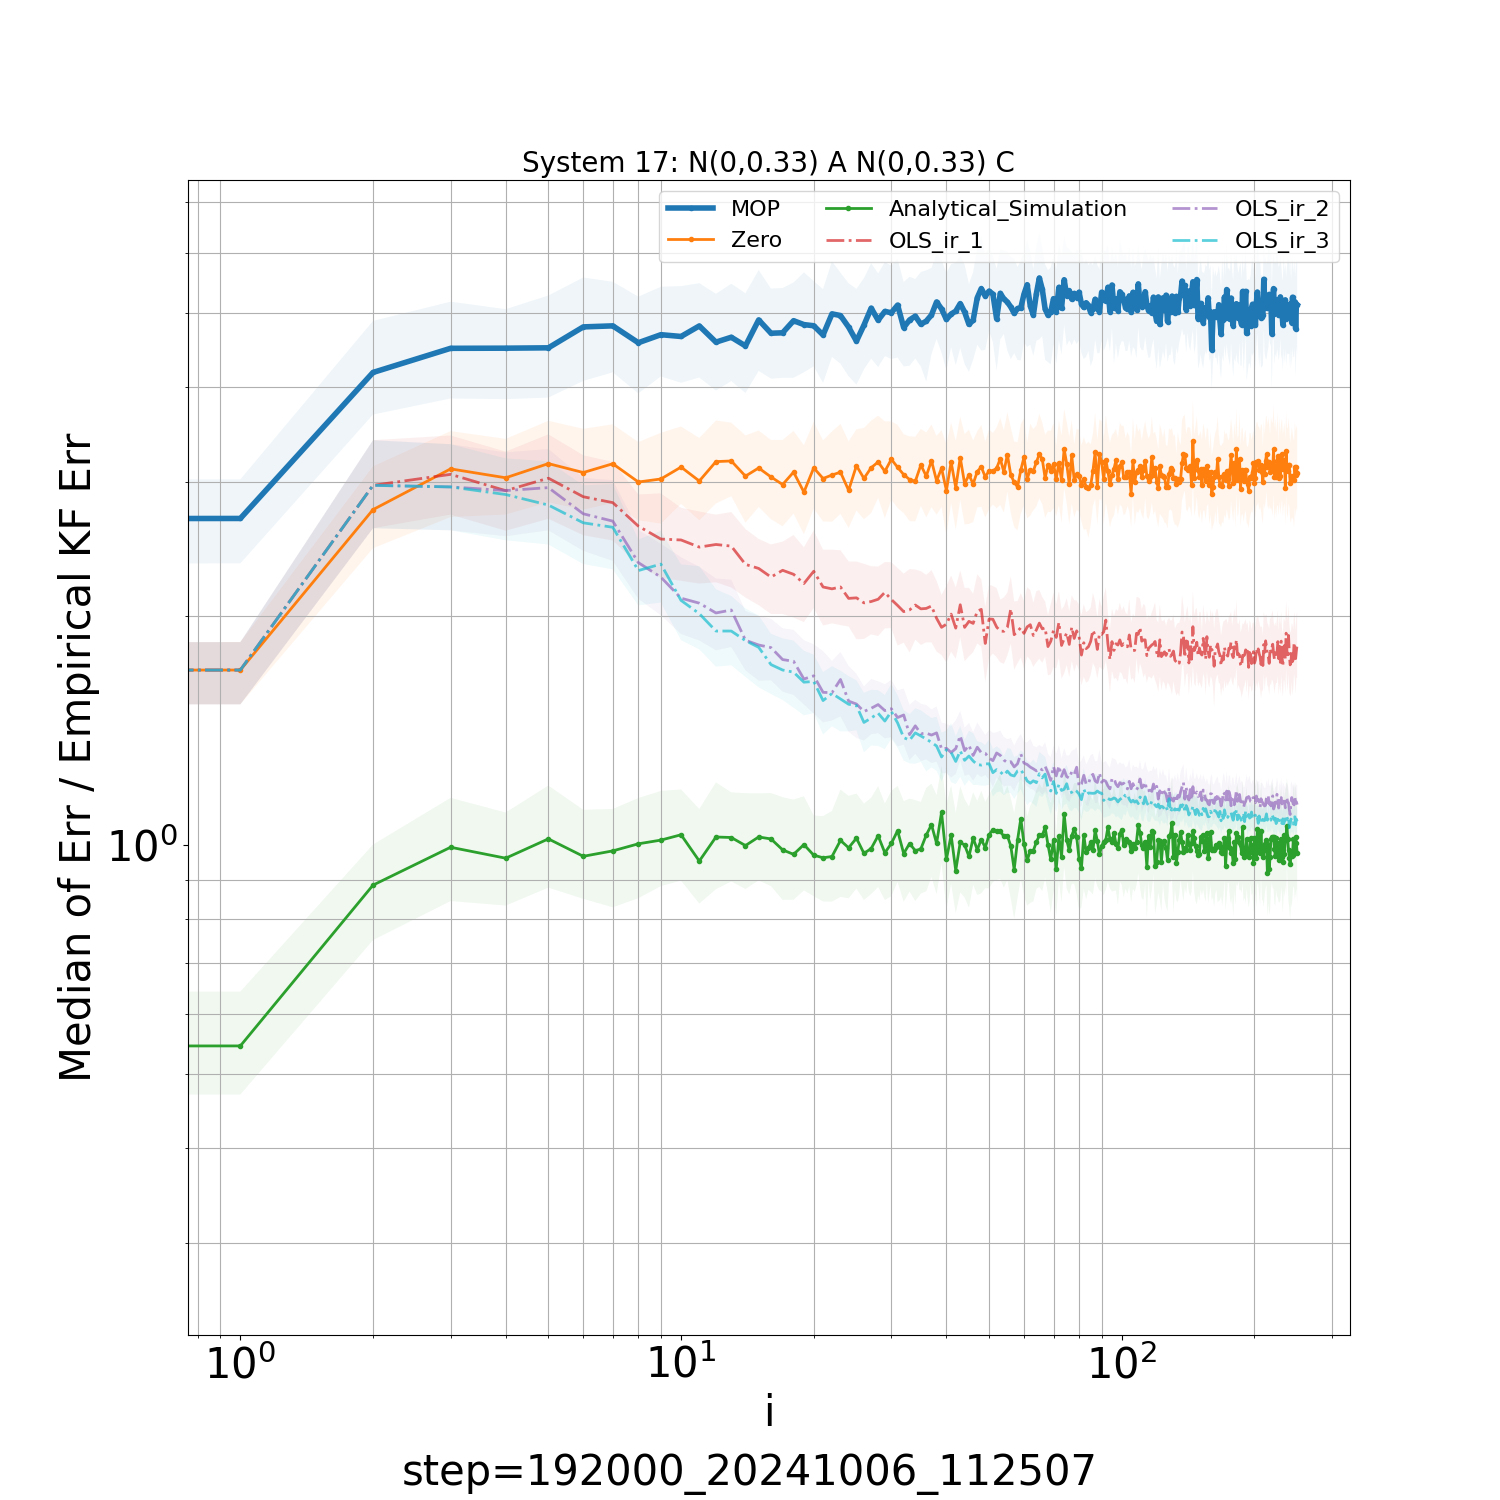 System 17: N(0,0.33) A N(0,0.33) C
MOP
Zero
Analytical_Simulation
OLS_ir_1
OLS_ir_2
OLS_ir_3
Median of Err / Empirical KF Err
10⁰
10⁰ 10¹ 10²
i
step=192000_20241006_112507